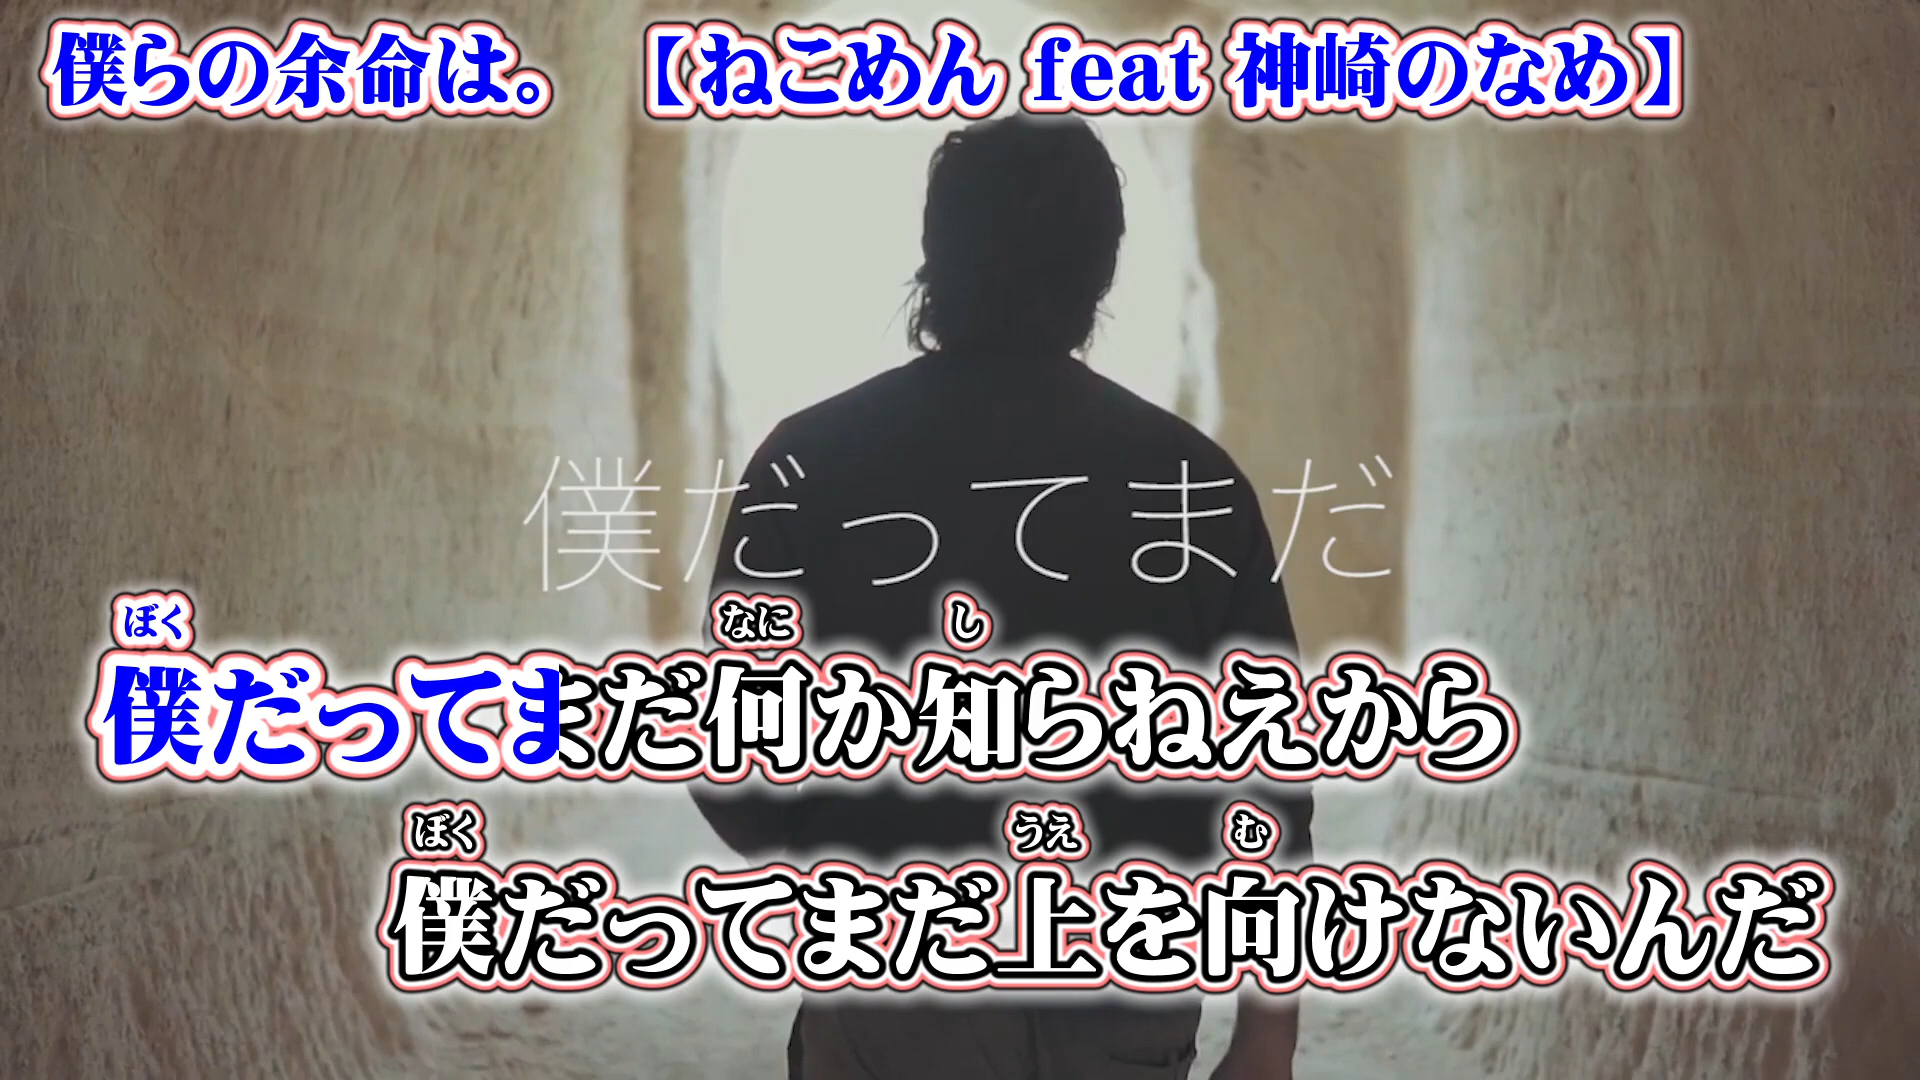 僕らの余命は。 【ねこめん feat 神崎のなめ】
僕だってまだ
ぼく なに し
僕だってまだ何か知らねえから
ぼく うえ む
僕だってまだ上を向けないんだ